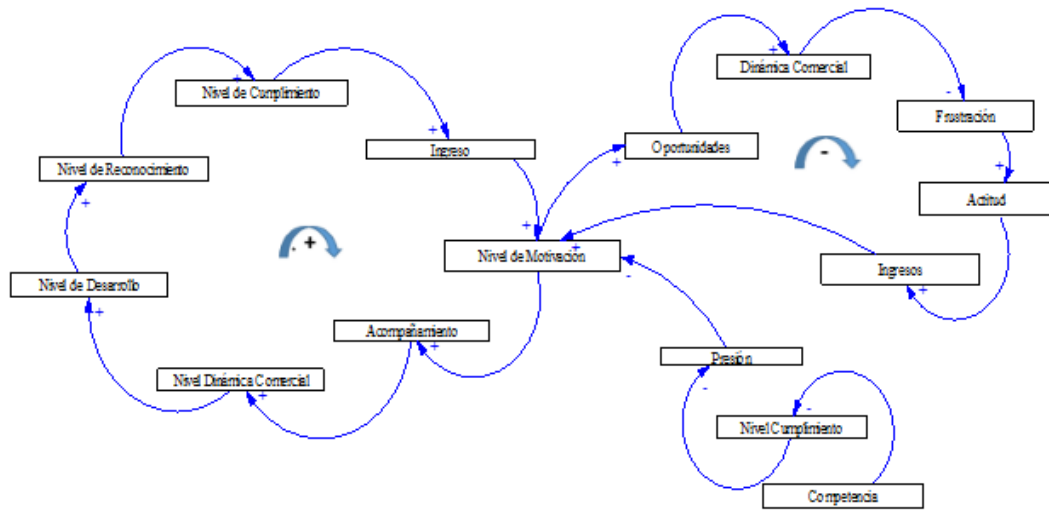 Dinámica Comercial
Nivel de Cumplimiento
Frustración
Ingreso
Oportunidades
Nivel de Reconocimiento
Actitud
Nivel de Motivación
Ingresos
Nivel de Desarrollo
Acompañamiento
Presión
Nivel Dinámica Comercial
Nivel Cumplimiento
Competencia
+
+
-
+
+
+
-
+
+
+
+
+
-
+
+
+
+
-
-